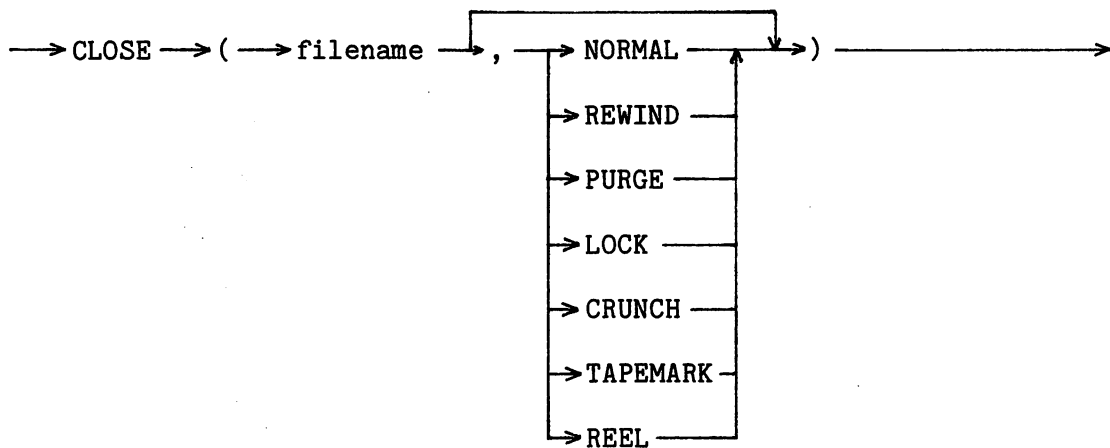 CLOSE ( filename , NORMAL )
REWIND
PURGE
LOCK
CRUNCH
TAPEMARK
REEL